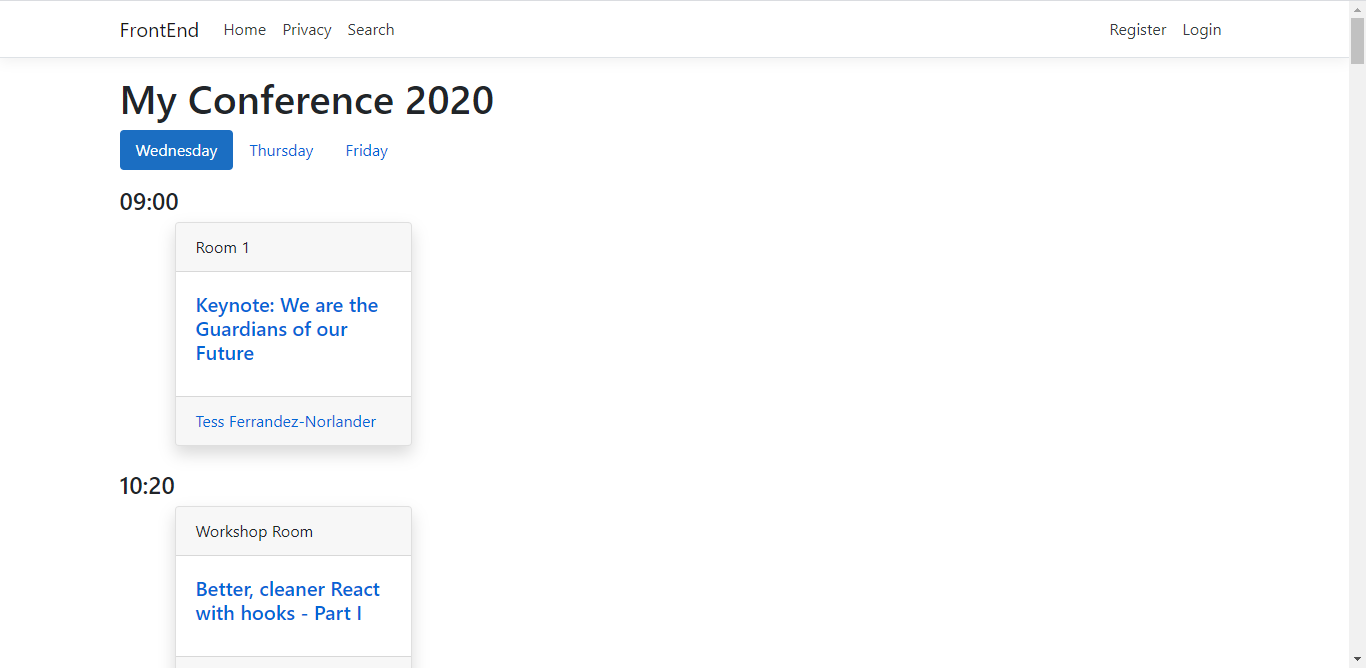 FrontEnd Home Privacy Search Register Login
My Conference 2020
Wednesday Thursday Friday
09:00
Room 1
Keynote: We are the
Guardians of our
Future
Tess Ferrandez-Norlander
10:20
Workshop Room
Better, cleaner React
with hooks - Part I